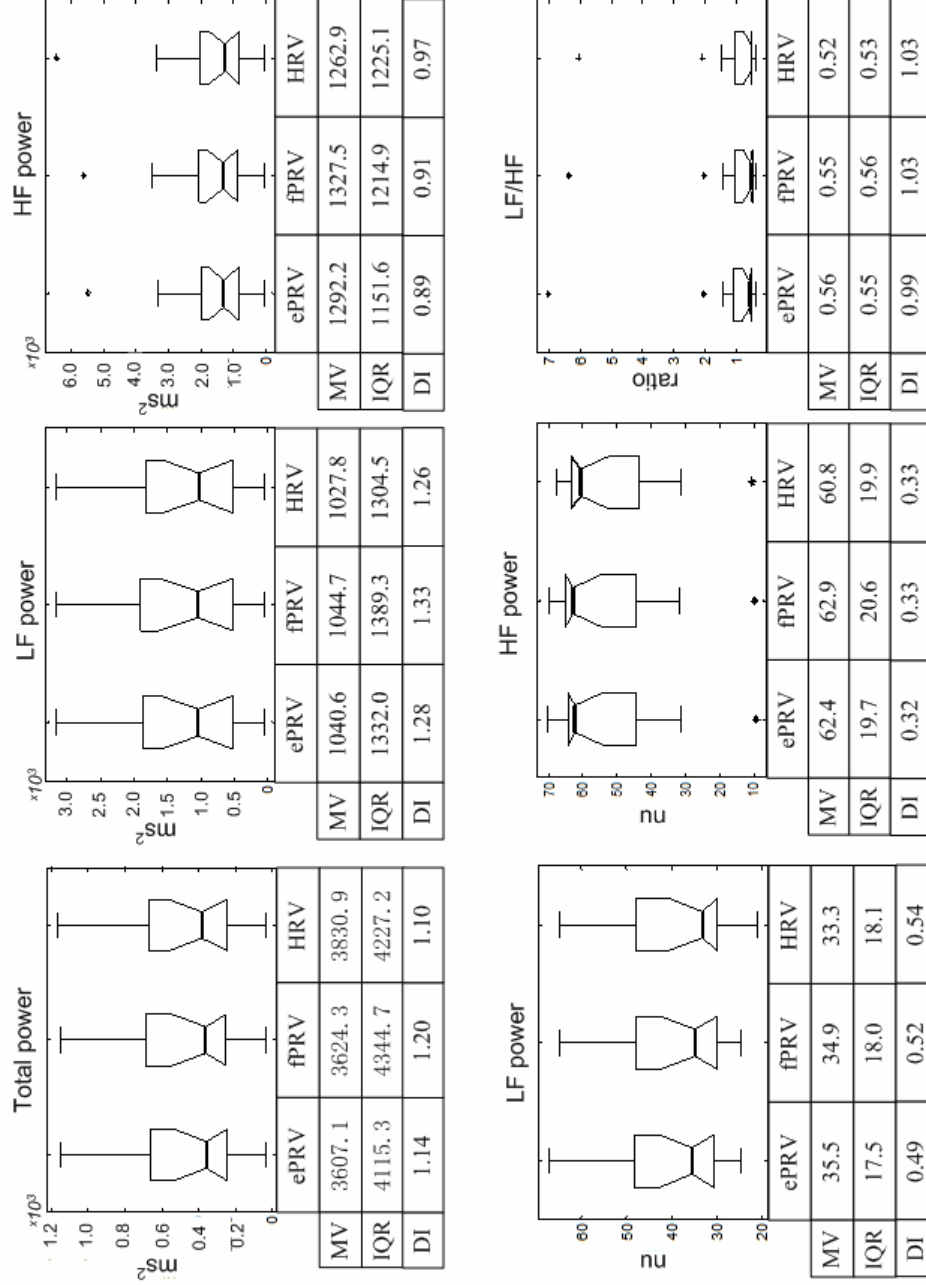 Total power LF power HF power
x10³ x10³ x10³
1.2 1.0 0.8 0.6 0.4 0.2 0
ms²
3.0 2.5 2.0 1.5 1.0 0.5 0
ms²
6.0 5.0 4.0 3.0 2.0 1.0 0
ms²
ePRV fPRV HRV ePRV fPRV HRV ePRV fPRV HRV
MV 3607.1 3624.3 3830.9 MV 1040.6 1044.7 1027.8 MV 1292.2 1327.5 1262.9
IQR 4115.3 4344.7 4227.2 IQR 1332.0 1389.3 1304.5 IQR 1151.6 1214.9 1225.1
DI 1.14 1.20 1.10 DI 1.28 1.33 1.26 DI 0.89 0.91 0.97
LF power HF power LF/HF
60 50 40 30 20
nu
70 60 50 40 30 20 10
nu
7 6 5 4 3 2 1
ratio
ePRV fPRV HRV ePRV fPRV HRV ePRV fPRV HRV
MV 35.5 34.9 33.3 MV 62.4 62.9 60.8 MV 0.56 0.55 0.52
IQR 17.5 18.0 18.1 IQR 19.7 20.6 19.9 IQR 0.55 0.56 0.53
DI 0.49 0.52 0.54 DI 0.32 0.33 0.33 DI 0.99 1.03 1.03